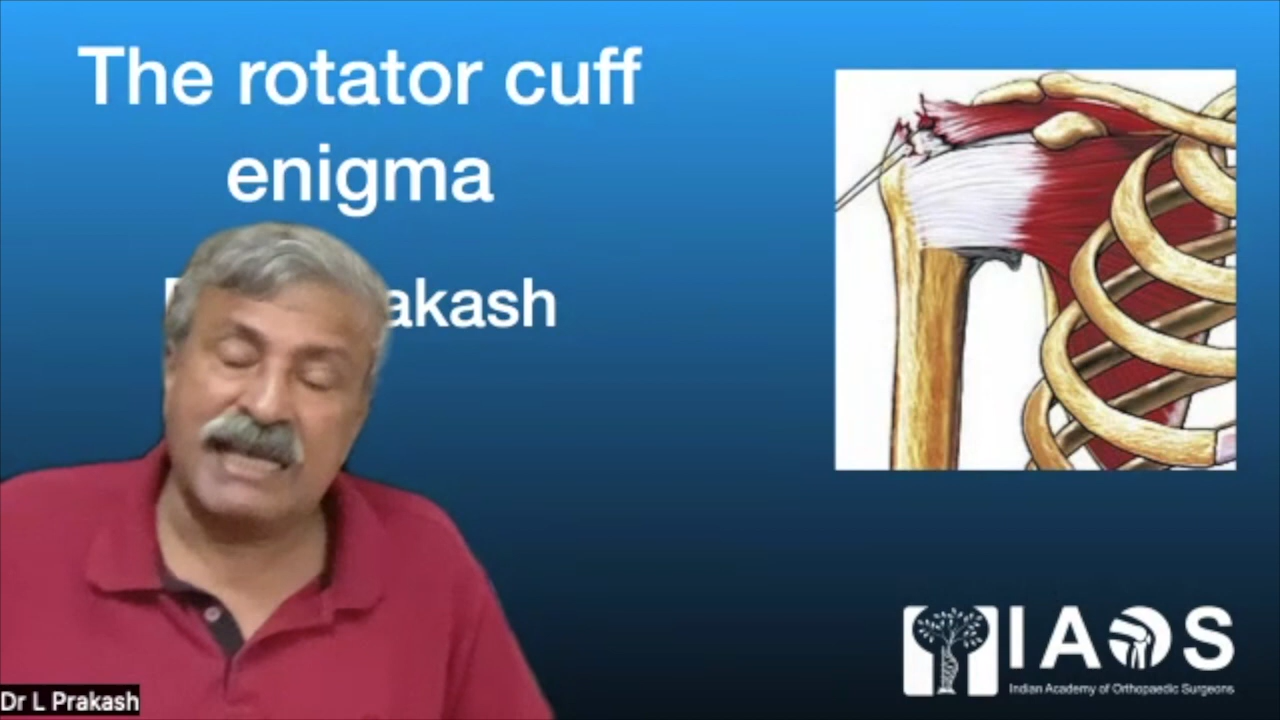 The rotator cuff
enigma
akash
IAOS
Indian Academy of Orthopaedic Surgeons
Dr L Prakash